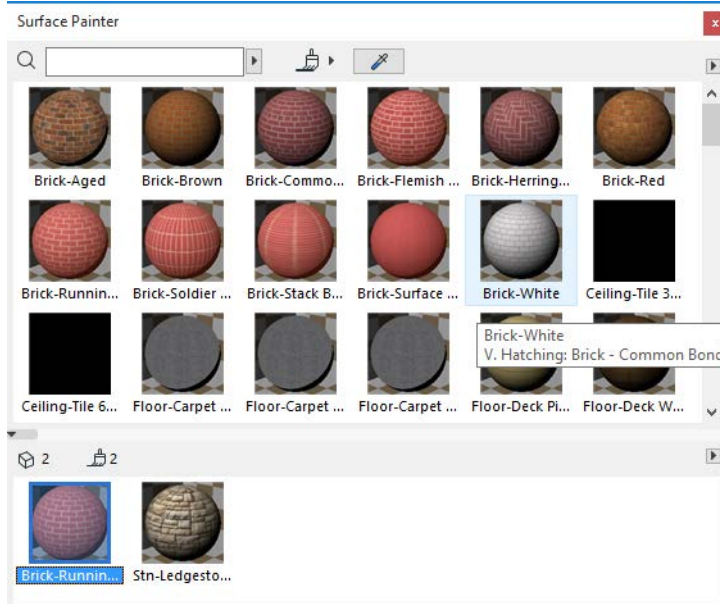 Surface Painter
x
Brick-Aged
Brick-Brown
Brick-Commo...
Brick-Flemish ...
Brick-Herring...
Brick-Red
Brick-Runnin...
Brick-Soldier ...
Brick-Stack B...
Brick-Surface ...
Brick-White
Ceiling-Tile 3...
Brick-White
V. Hatching: Brick - Common Bond
Ceiling-Tile 6...
Floor-Carpet ...
Floor-Carpet ...
Floor-Carpet ...
Floor-Deck Pi...
Floor-Deck W...
2
2
Brick-Runnin...
Stn-Ledgesto...